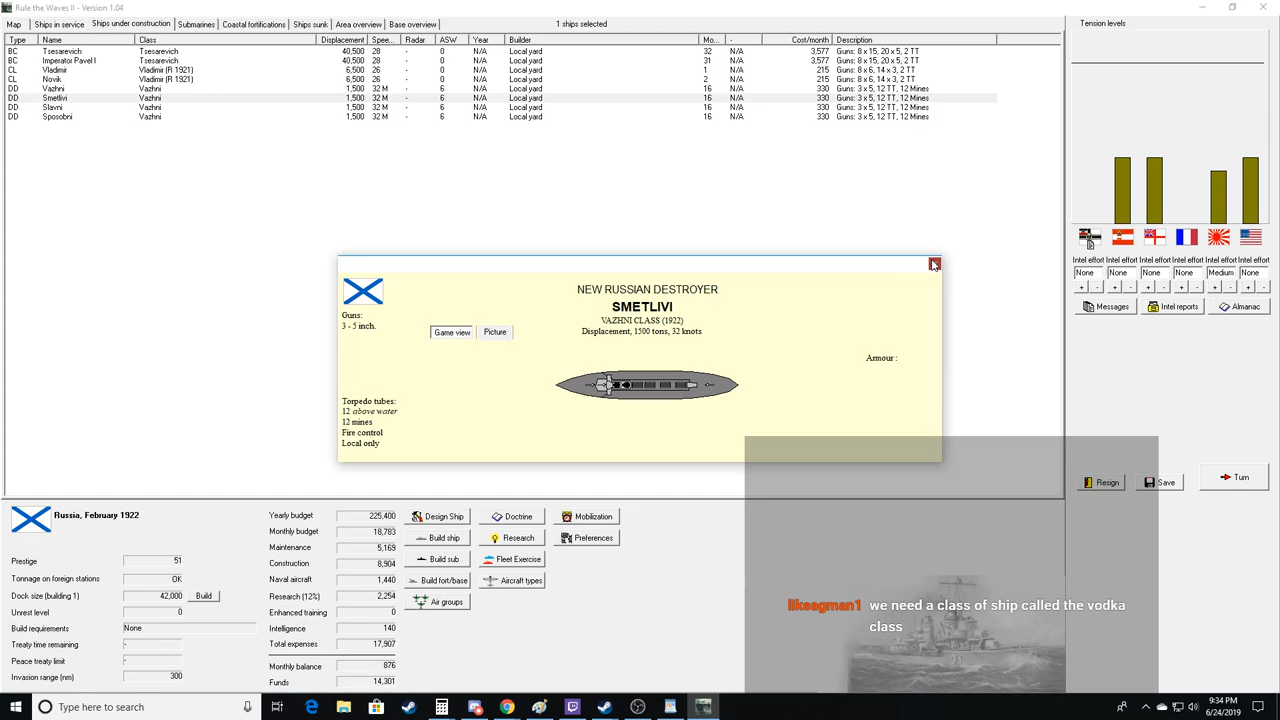 Rule the Waves II - Version 1.04
Map Ships in service Ships under construction Submarines Coastal fortifications Ships sunk Area overview Base overview 1 ships selected
Type Name Class Displacement Spee... Radar ASW Year Builder Mo... - Cost/month Description
BC Tsesarevich Tsesarevich 40,500 28 - 0 N/A Local yard 32 N/A 3,577 Guns: 8 x 15, 20 x 5, 2 TT
BC Imperator Pavel I Tsesarevich 40,500 28 - 0 N/A Local yard 31 N/A 3,577 Guns: 8 x 15, 20 x 5, 2 TT
CL Vladimir Vladimir (R 1921) 6,500 26 - 0 N/A Local yard 1 N/A 215 Guns: 8 x 6, 14 x 3, 2 TT
CL Novik Vladimir (R 1921) 6,500 26 - 0 N/A Local yard 2 N/A 215 Guns: 8 x 6, 14 x 3, 2 TT
DD Vazhni Vazhni 1,500 32 M - 6 N/A Local yard 16 N/A 330 Guns: 3 x 5, 12 TT, 12 Mines
DD Smetlivi Vazhni 1,500 32 M - 6 N/A Local yard 16 N/A 330 Guns: 3 x 5, 12 TT, 12 Mines
DD Slavni Vazhni 1,500 32 M - 6 N/A Local yard 16 N/A 330 Guns: 3 x 5, 12 TT, 12 Mines
DD Sposobni Vazhni 1,500 32 M - 6 N/A Local yard 16 N/A 330 Guns: 3 x 5, 12 TT, 12 Mines
Tension levels
Intel effort Intel effort Intel effort Intel effort Intel effort Intel effort
None None None None Medium None
+ - + - + - + - + - + -
Messages Intel reports Almanac
Resign Save Turn
NEW RUSSIAN DESTROYER
SMETLIVI
VAZHNI CLASS (1922)
Displacement, 1500 tons, 32 knots
Guns:
3 - 5 inch.
Game view Picture
Armour :
Torpedo tubes:
12 above water
12 mines
Fire control
Local only
likeagman1 we need a class of ship called the vodka
class
Russia, February 1922
Prestige 51
Tonnage on foreign stations OK
Dock size (building 1) 42,000 Build
Unrest level 0
Build requirements None
Treaty time remaining -
Peace treaty limit -
Invasion range (nm) 300
Yearly budget 225,400
Monthly budget 18,783
Maintenance 5,169
Construction 8,904
Naval aircraft 1,440
Research (12%) 2,254
Enhanced training 0
Intelligence 140
Total expenses 17,907
Monthly balance 876
Funds 14,301
Design Ship Doctrine Mobilization
Build ship Research Preferences
Build sub Fleet Exercise
Build fort/base Aircraft types
Air groups
Type here to search
9:34 PM
6/24/2019